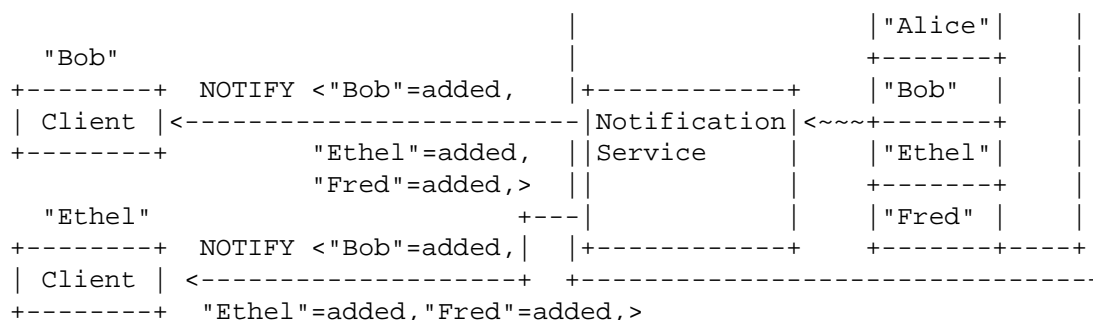 |                  |"Alice"|    |
"Bob"                             |                  +-------+    |
+--------+  NOTIFY <"Bob"=added,   |+------------+    |"Bob"  |    |
| Client |<-------------------------|Notification|<~~~+-------+    |
+--------+         "Ethel"=added,  ||Service     |    |"Ethel"|    |
"Fred"=added,>  ||            |    +-------+    |
"Ethel"                        +---|            |    |"Fred" |    |
+--------+  NOTIFY <"Bob"=added,|  |+------------+    +-------+----+
| Client | <--------------------+  +---------------------------------
+--------+  "Ethel"=added,"Fred"=added,>